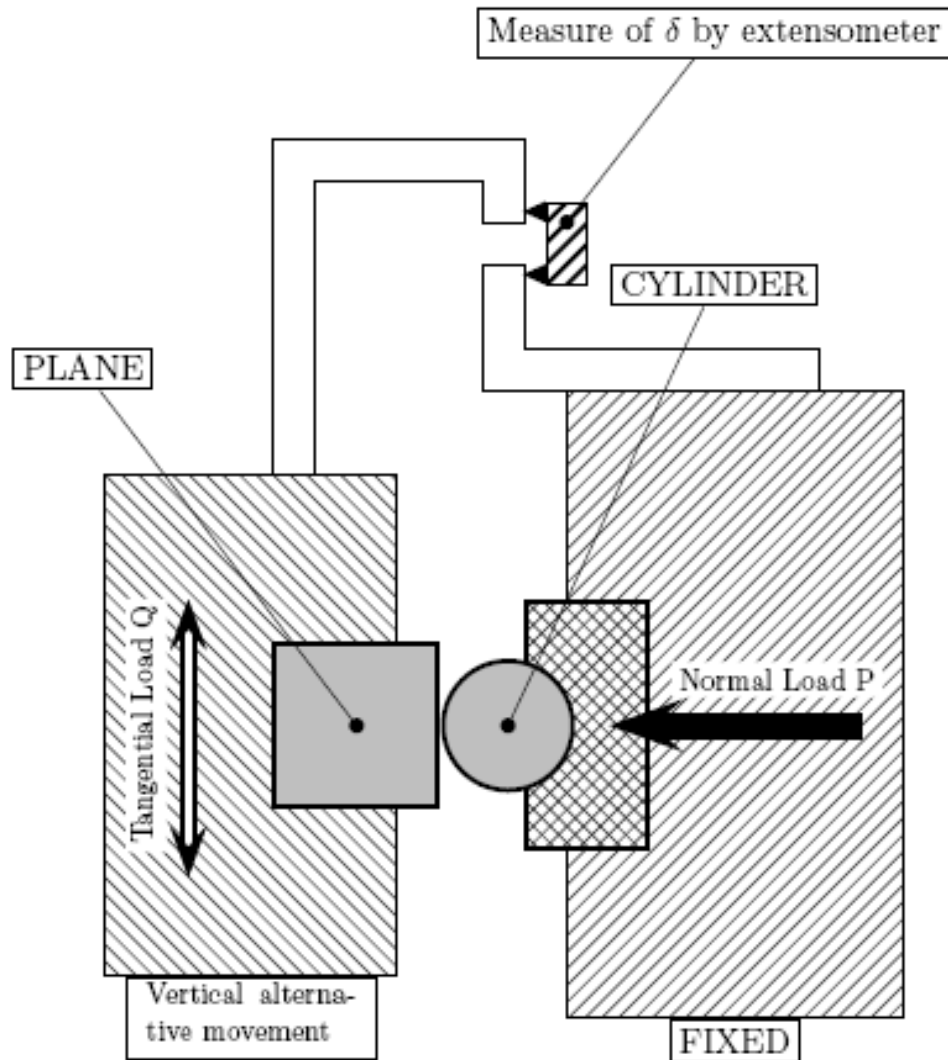 Measure of δ by extensometer
CYLINDER
PLANE
Tangential Load Q
Normal Load P
Vertical alterna-
tive movement
FIXED